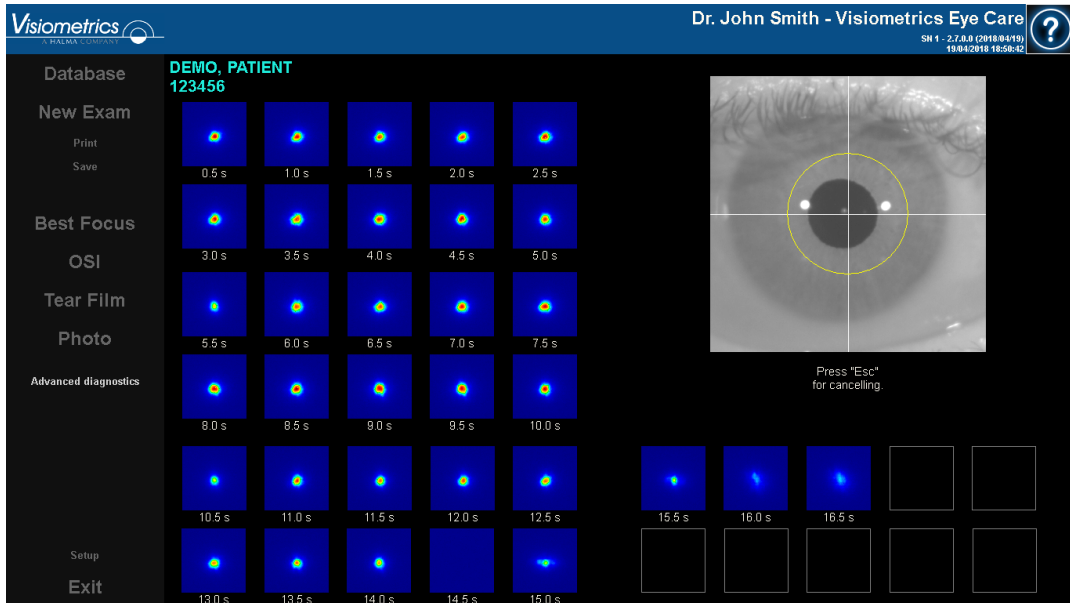 Visiometrics
A HALMA COMPANY
Dr. John Smith - Visiometrics Eye Care
SN 1 - 2.7.0.0 (2018/04/19)
19/04/2018 18:50:42
?
Database
New Exam
Print
Save
Best Focus
OSI
Tear Film
Photo
Advanced diagnostics
Setup
Exit
DEMO, PATIENT
123456
0.5 s 1.0 s 1.5 s 2.0 s 2.5 s
3.0 s 3.5 s 4.0 s 4.5 s 5.0 s
5.5 s 6.0 s 6.5 s 7.0 s 7.5 s
8.0 s 8.5 s 9.0 s 9.5 s 10.0 s
10.5 s 11.0 s 11.5 s 12.0 s 12.5 s
13.0 s 13.5 s 14.0 s 14.5 s 15.0 s
Press "Esc"
for cancelling.
15.5 s 16.0 s 16.5 s